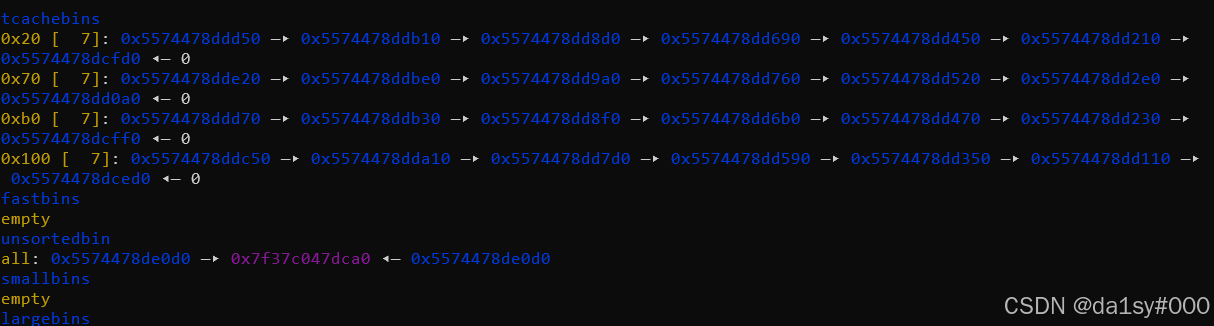 tcachebins
0x20 [  7]: 0x5574478ddd50 —▸ 0x5574478ddb10 —▸ 0x5574478dd8d0 —▸ 0x5574478dd690 —▸ 0x5574478dd450 —▸ 0x5574478dd210 —▸
0x5574478dcfd0 ◂— 0
0x70 [  7]: 0x5574478dde20 —▸ 0x5574478ddbe0 —▸ 0x5574478dd9a0 —▸ 0x5574478dd760 —▸ 0x5574478dd520 —▸ 0x5574478dd2e0 —▸
0x5574478dd0a0 ◂— 0
0xb0 [  7]: 0x5574478ddd70 —▸ 0x5574478ddb30 —▸ 0x5574478dd8f0 —▸ 0x5574478dd6b0 —▸ 0x5574478dd470 —▸ 0x5574478dd230 —▸
0x5574478dcff0 ◂— 0
0x100 [  7]: 0x5574478ddc50 —▸ 0x5574478dda10 —▸ 0x5574478dd7d0 —▸ 0x5574478dd590 —▸ 0x5574478dd350 —▸ 0x5574478dd110 —▸
0x5574478dced0 ◂— 0
fastbins
empty
unsortedbin
all: 0x5574478de0d0 —▸ 0x7f37c047dca0 ◂— 0x5574478de0d0
smallbins
empty
largebins
CSDN @da1sy#000